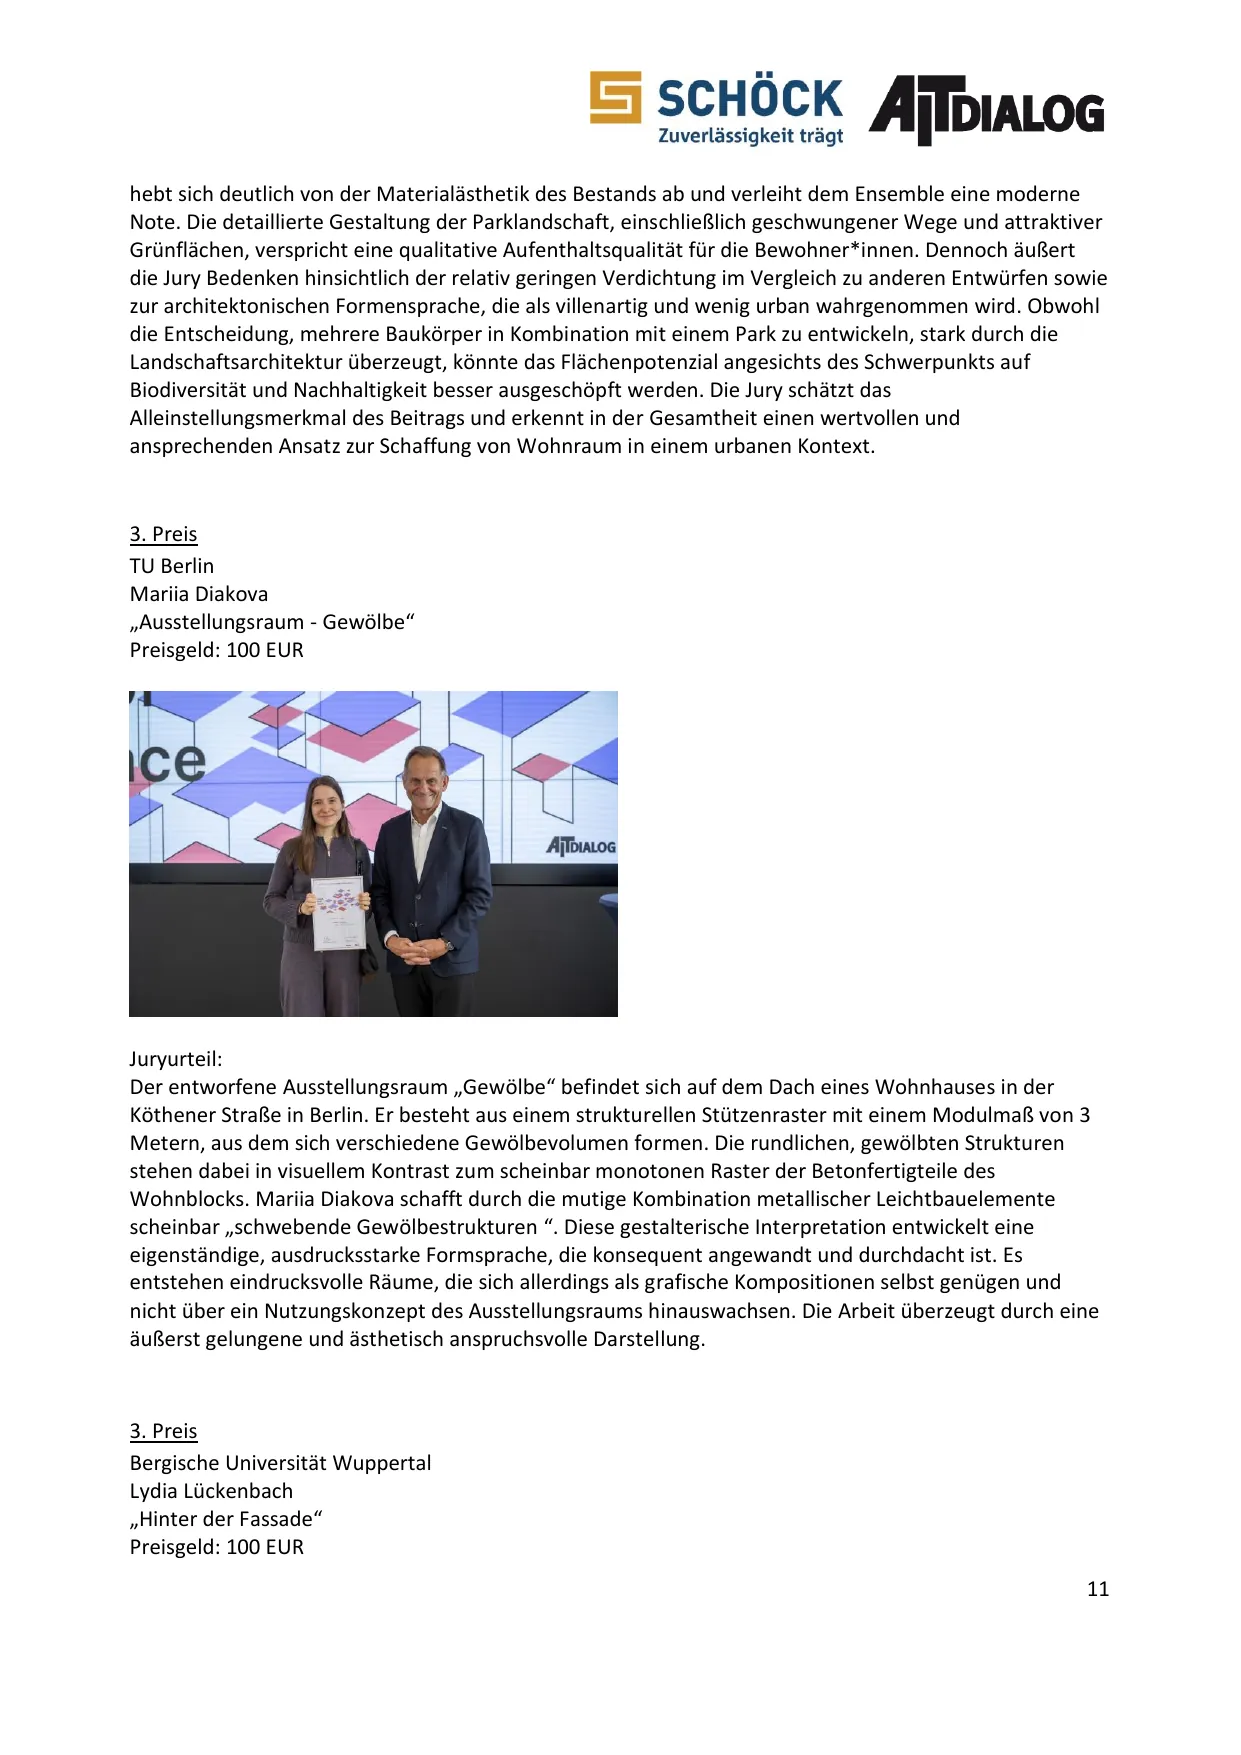 SCHÖCK
Zuverlässigkeit trägt
AITDIALOG
hebt sich deutlich von der Materialästhetik des Bestands ab und verleiht dem Ensemble eine moderne
Note. Die detaillierte Gestaltung der Parklandschaft, einschließlich geschwungener Wege und attraktiver
Grünflächen, verspricht eine qualitative Aufenthaltsqualität für die Bewohner*innen. Dennoch äußert
die Jury Bedenken hinsichtlich der relativ geringen Verdichtung im Vergleich zu anderen Entwürfen sowie
zur architektonischen Formensprache, die als villenartig und wenig urban wahrgenommen wird. Obwohl
die Entscheidung, mehrere Baukörper in Kombination mit einem Park zu entwickeln, stark durch die
Landschaftsarchitektur überzeugt, könnte das Flächenpotenzial angesichts des Schwerpunkts auf
Biodiversität und Nachhaltigkeit besser ausgeschöpft werden. Die Jury schätzt das
Alleinstellungsmerkmal des Beitrags und erkennt in der Gesamtheit einen wertvollen und
ansprechenden Ansatz zur Schaffung von Wohnraum in einem urbanen Kontext.
3. Preis
TU Berlin
Mariia Diakova
„Ausstellungsraum - Gewölbe“
Preisgeld: 100 EUR
ce
AITDIALOG
Juryurteil:
Der entworfene Ausstellungsraum „Gewölbe“ befindet sich auf dem Dach eines Wohnhauses in der
Köthener Straße in Berlin. Er besteht aus einem strukturellen Stützenraster mit einem Modulmaß von 3
Metern, aus dem sich verschiedene Gewölbevolumen formen. Die rundlichen, gewölbten Strukturen
stehen dabei in visuellem Kontrast zum scheinbar monotonen Raster der Betonfertigteile des
Wohnblocks. Mariia Diakova schafft durch die mutige Kombination metallischer Leichtbauelemente
scheinbar „schwebende Gewölbestrukturen “. Diese gestalterische Interpretation entwickelt eine
eigenständige, ausdrucksstarke Formsprache, die konsequent angewandt und durchdacht ist. Es
entstehen eindrucksvolle Räume, die sich allerdings als grafische Kompositionen selbst genügen und
nicht über ein Nutzungskonzept des Ausstellungsraums hinauswachsen. Die Arbeit überzeugt durch eine
äußerst gelungene und ästhetisch anspruchsvolle Darstellung.
3. Preis
Bergische Universität Wuppertal
Lydia Lückenbach
„Hinter der Fassade“
Preisgeld: 100 EUR
11